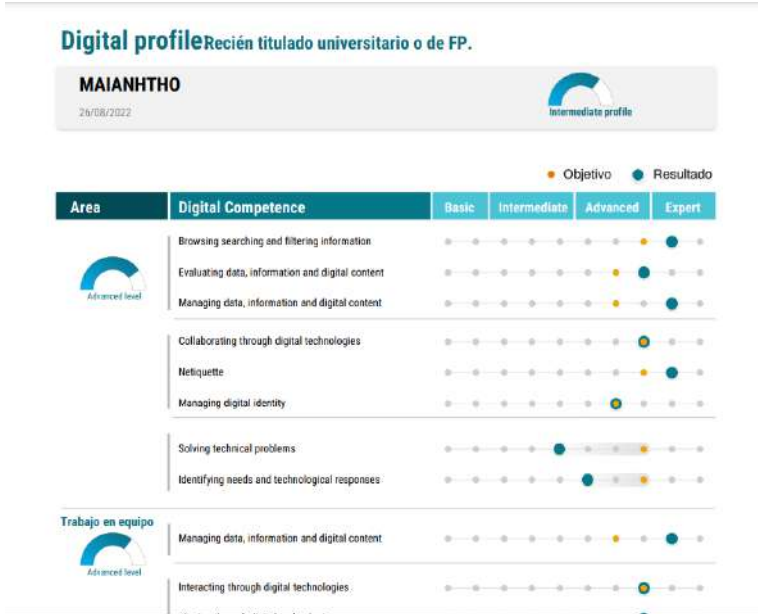 Digital profile Recién titulado universitario o de FP.
MAIANHTHO
26/08/2022
Intermediate profile
Objetivo Resultado
Area Digital Competence Basic Intermediate Advanced Expert
Browsing searching and filtering information
Evaluating data, information and digital content
Advanced level
Managing data, information and digital content
Collaborating through digital technologies
Netiquette
Managing digital identity
Solving technical problems
Identifying needs and technological responses
Trabajo en equipo
Managing data, information and digital content
Advanced level
Interacting through digital technologies